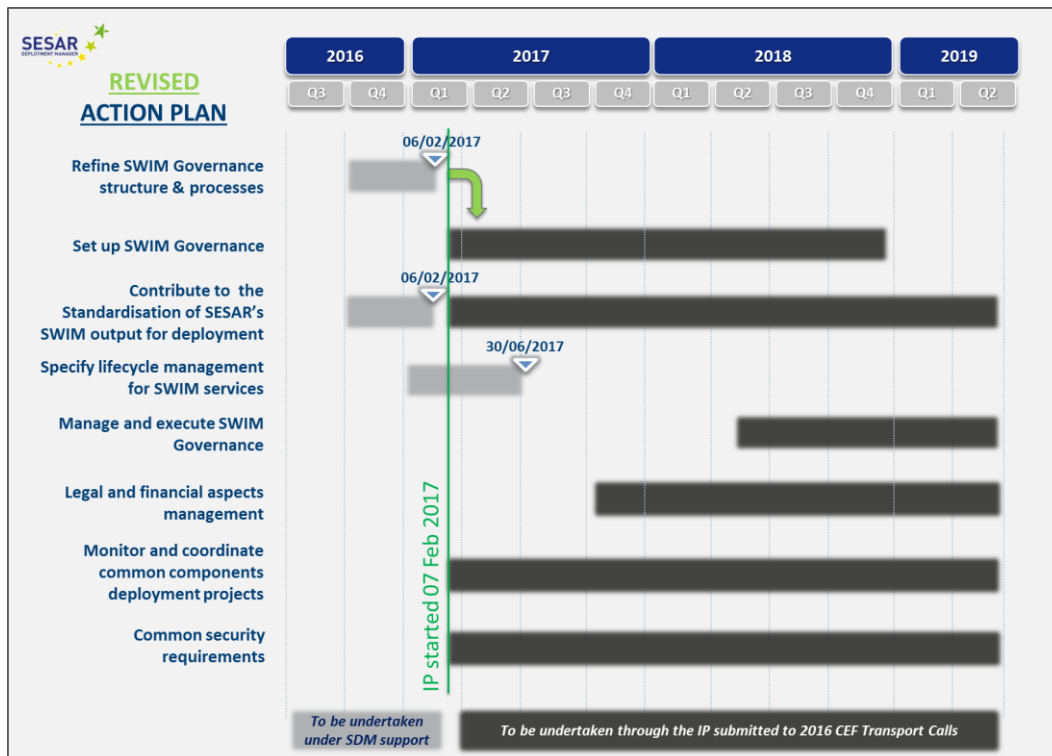 SESAR
DEPLOYMENT MANAGER
REVISED
ACTION PLAN
2016
2017
2018
2019
Q3
Q4
Q1
Q2
Q3
Q4
Q1
Q2
Q3
Q4
Q1
Q2
Refine SWIM Governance
structure & processes
06/02/2017
Set up SWIM Governance
Contribute to the
Standardisation of SESAR’s
SWIM output for deployment
06/02/2017
Specify lifecycle management
for SWIM services
30/06/2017
Manage and execute SWIM
Governance
Legal and financial aspects
management
Monitor and coordinate
common components
deployment projects
Common security
requirements
IP started 07 Feb 2017
To be undertaken
under SDM support
To be undertaken through the IP submitted to 2016 CEF Transport Calls